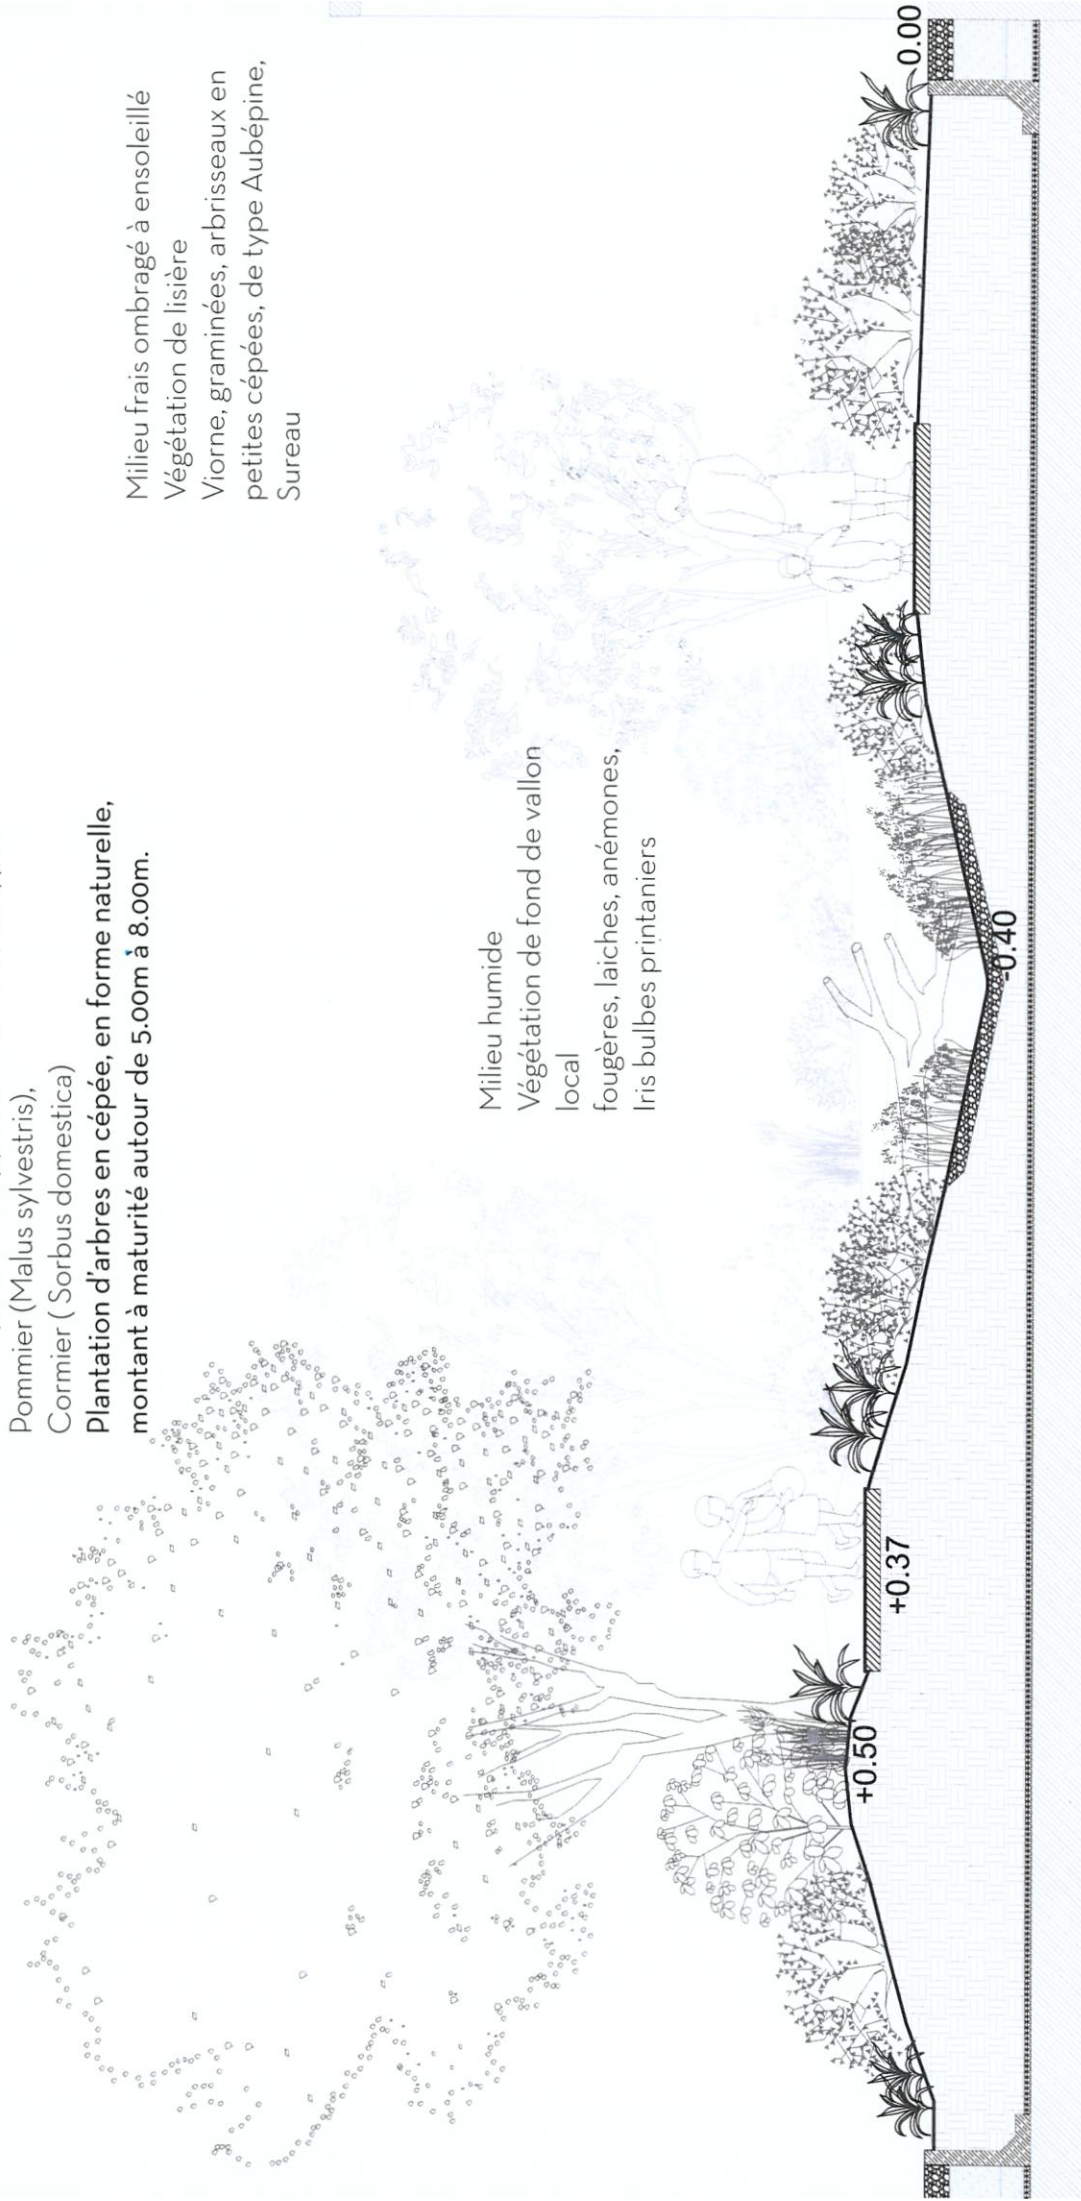 Pommier (Malus sylvestris),
Cormier ( Sorbus domestica)
Plantation d'arbres en cépée, en forme naturelle,
montant à maturité autour de 5.00m à 8.00m.
Milieu humide
Végétation de fond de vallon
local
fougères, laiches, anémones,
Iris bulbes printaniers
Milieu frais ombragé à ensoleillé
Végétation de lisière
Viorne, graminées, arbrisseaux en
petites cépées, de type Aubépine,
Sureau
+0.50
+0.37
-0.40
0.00